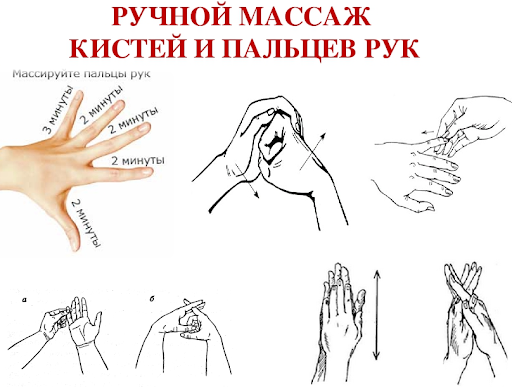 РУЧНОЙ МАССАЖ
КИСТЕЙ И ПАЛЬЦЕВ РУК
Массируйте пальцы рук
3 минуты
2 минуты
2 минуты
2 минуты
2 минуты
а
б